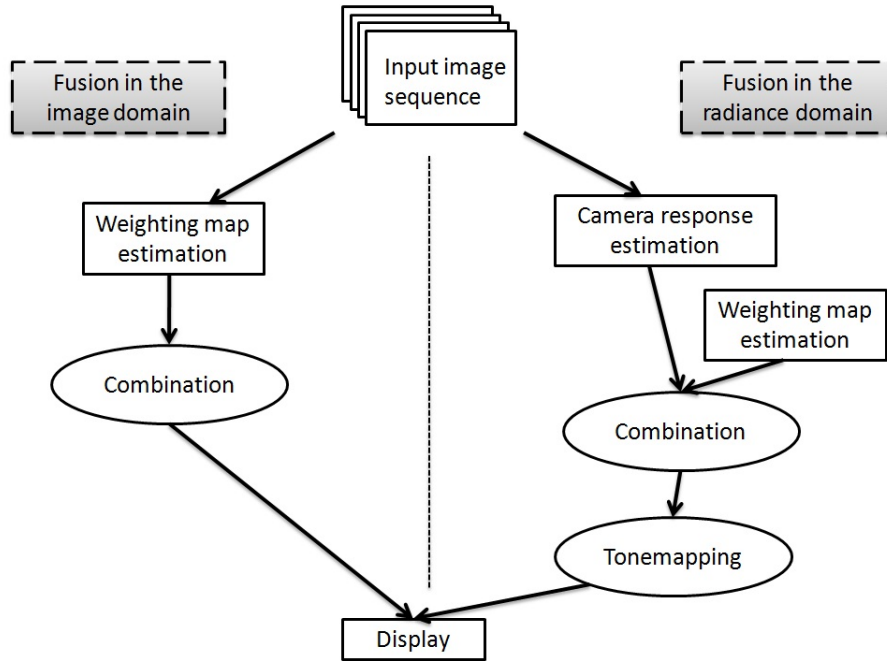 Input image
sequence
Fusion in the
image domain
Fusion in the
radiance domain
Weighting map
estimation
Camera response
estimation
Weighting map
estimation
Combination
Combination
Tonemapping
Display